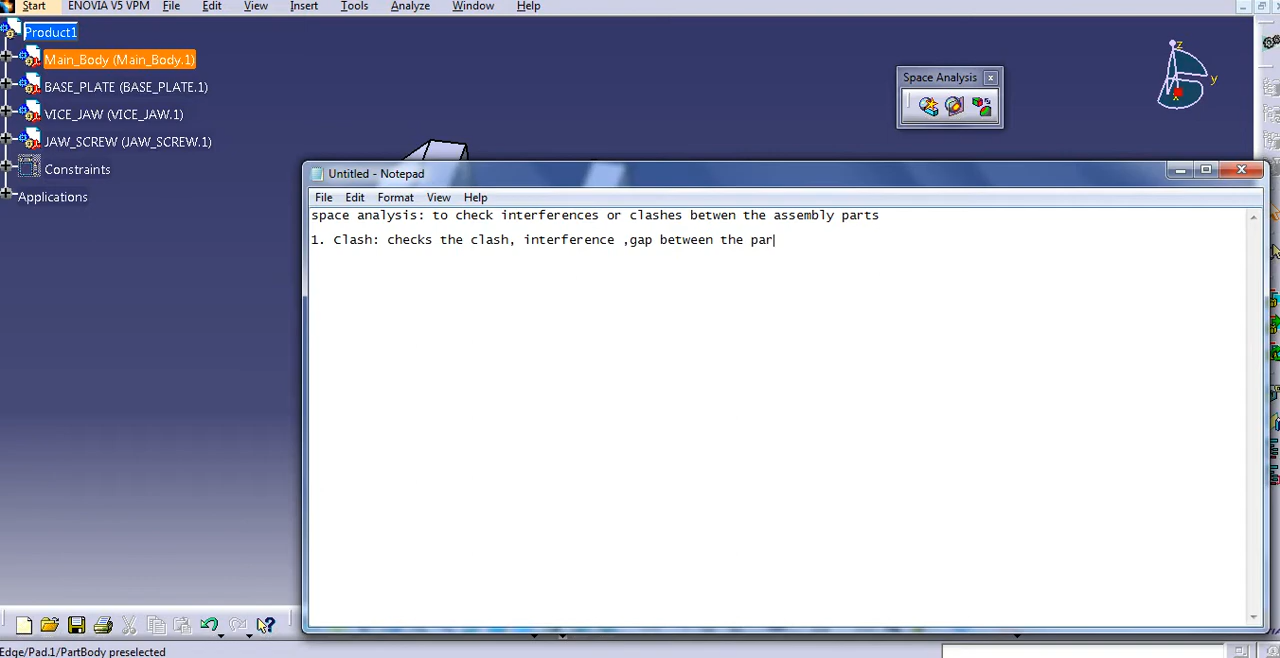 Start ENOVIA V5 VPM File Edit View Insert Tools Analyze Window Help
Product1
Main_Body (Main_Body.1)
BASE_PLATE (BASE_PLATE.1)
VICE_JAW (VICE_JAW.1)
JAW_SCREW (JAW_SCREW.1)
Constraints
Applications
Space Analysis
z
y
x
Untitled - Notepad
File Edit Format View Help
space analysis: to check interferences or clashes betwen the assembly parts
1. Clash: checks the clash, interference ,gap between the par
Edge/Pad.1/PartBody preselected